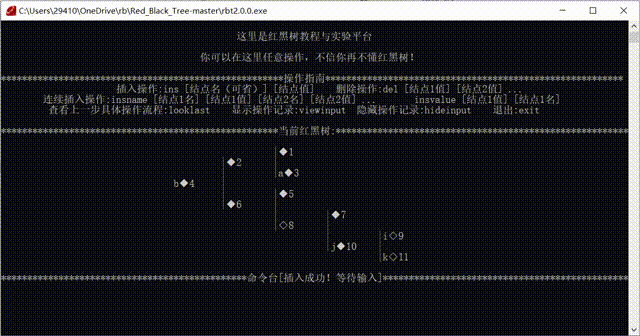 C:\Users\29410\OneDrive\rb\Red_Black_Tree-master\rbt2.0.0.exe
这里是红黑树教程与实验平台
你可以在这里任意操作，不信你再不懂红黑树！
***操作指南***
插入操作:ins [结点名（可省）] [结点值] 删除操作:del [结点1值] [结点2值] ...
连续插入操作:insname [结点1名] [结点1值] [结点2名] [结点2值] ... insvalue [结点1值] [结点1名]
查看上一步具体操作流程:looklast 显示操作记录:viewinput 隐藏操作记录:hideinput 退出:exit
***当前红黑树:***
◆1
◆2
a◆3
b◆4
◆5
◆6
◆7
◇8
i◇9
j◆10
k◇11
***命令台[插入成功！等待输入]***